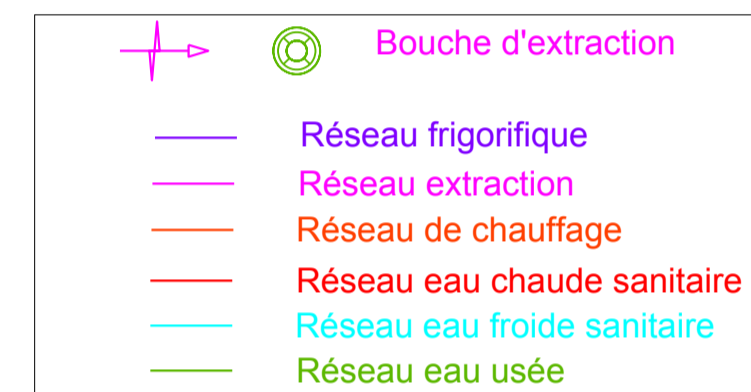 Bouche d'extraction
Réseau frigorifique
Réseau extraction
Réseau de chauffage
Réseau eau chaude sanitaire
Réseau eau froide sanitaire
Réseau eau usée